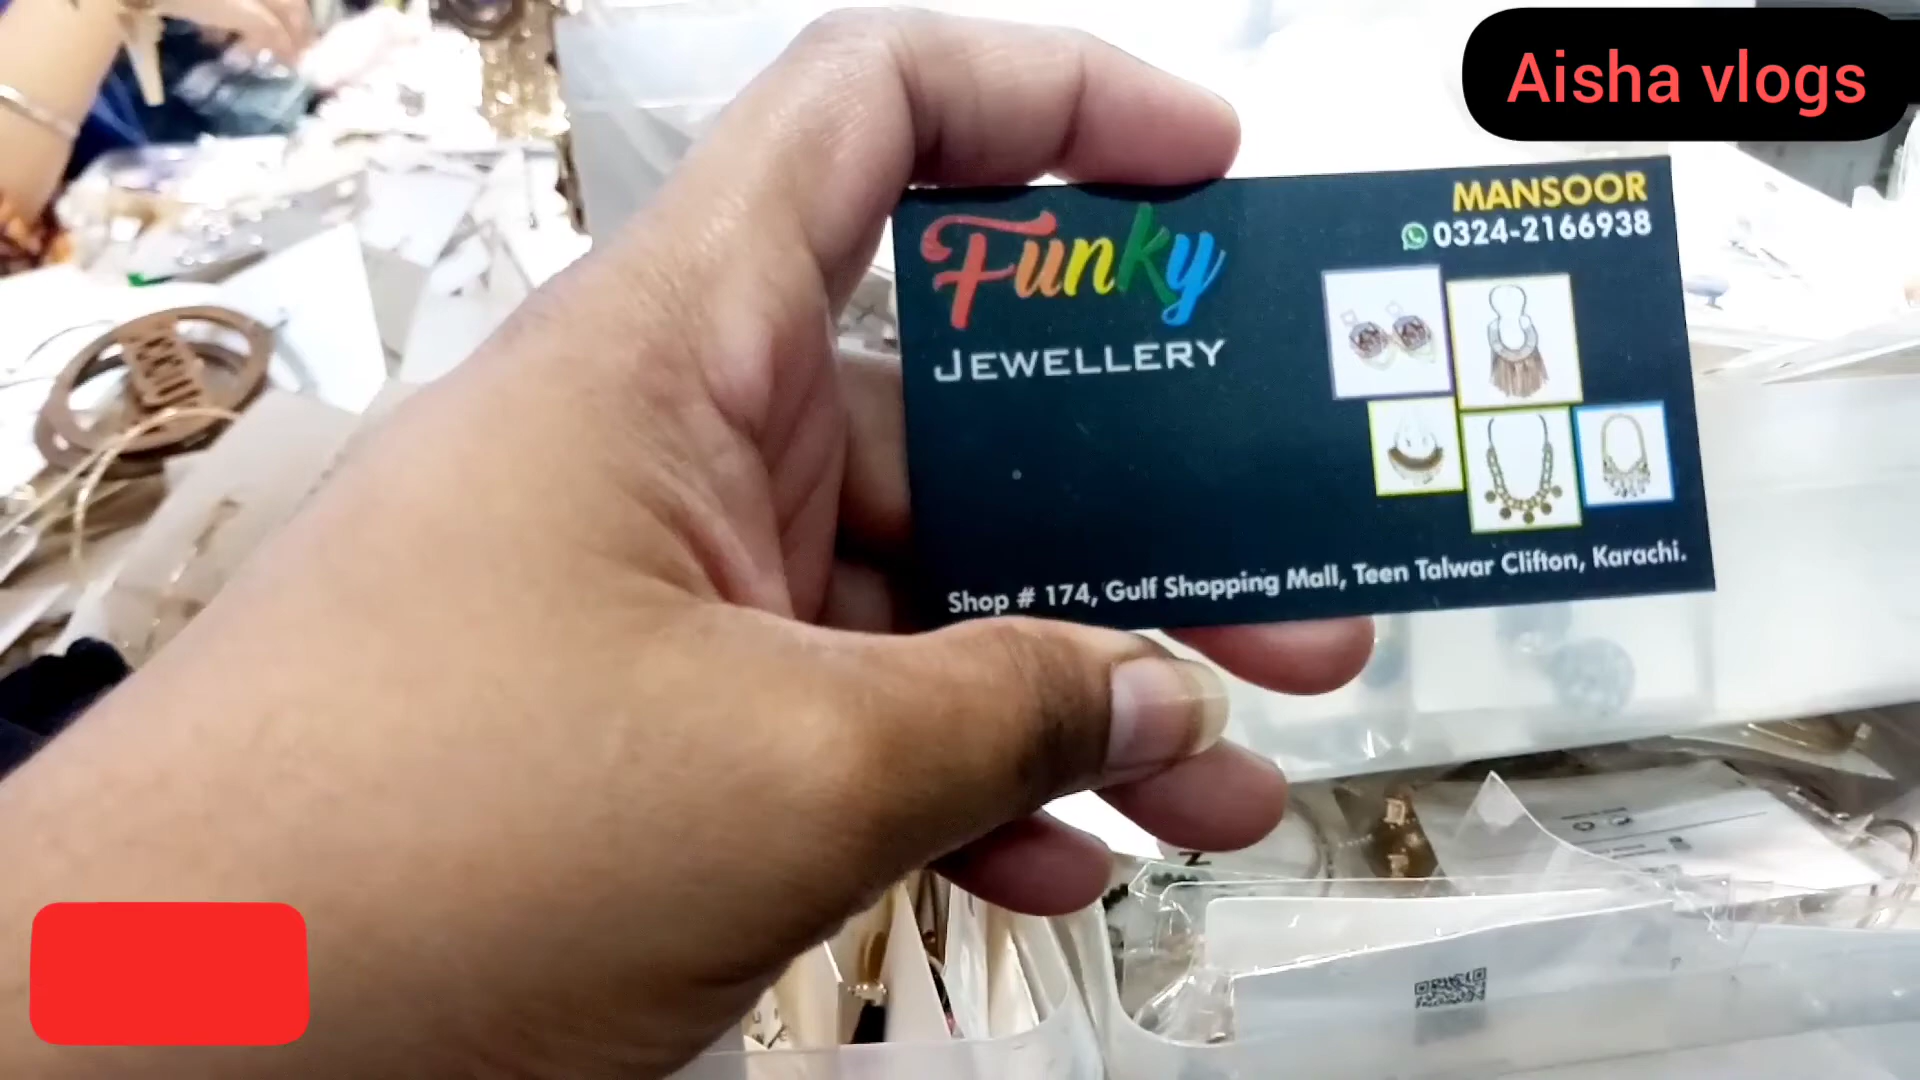 Aisha vlogs
MANSOOR
0324-2166938
Funky
JEWELLERY
Shop # 174, Gulf Shopping Mall, Teen Talwar Clifton, Karachi.